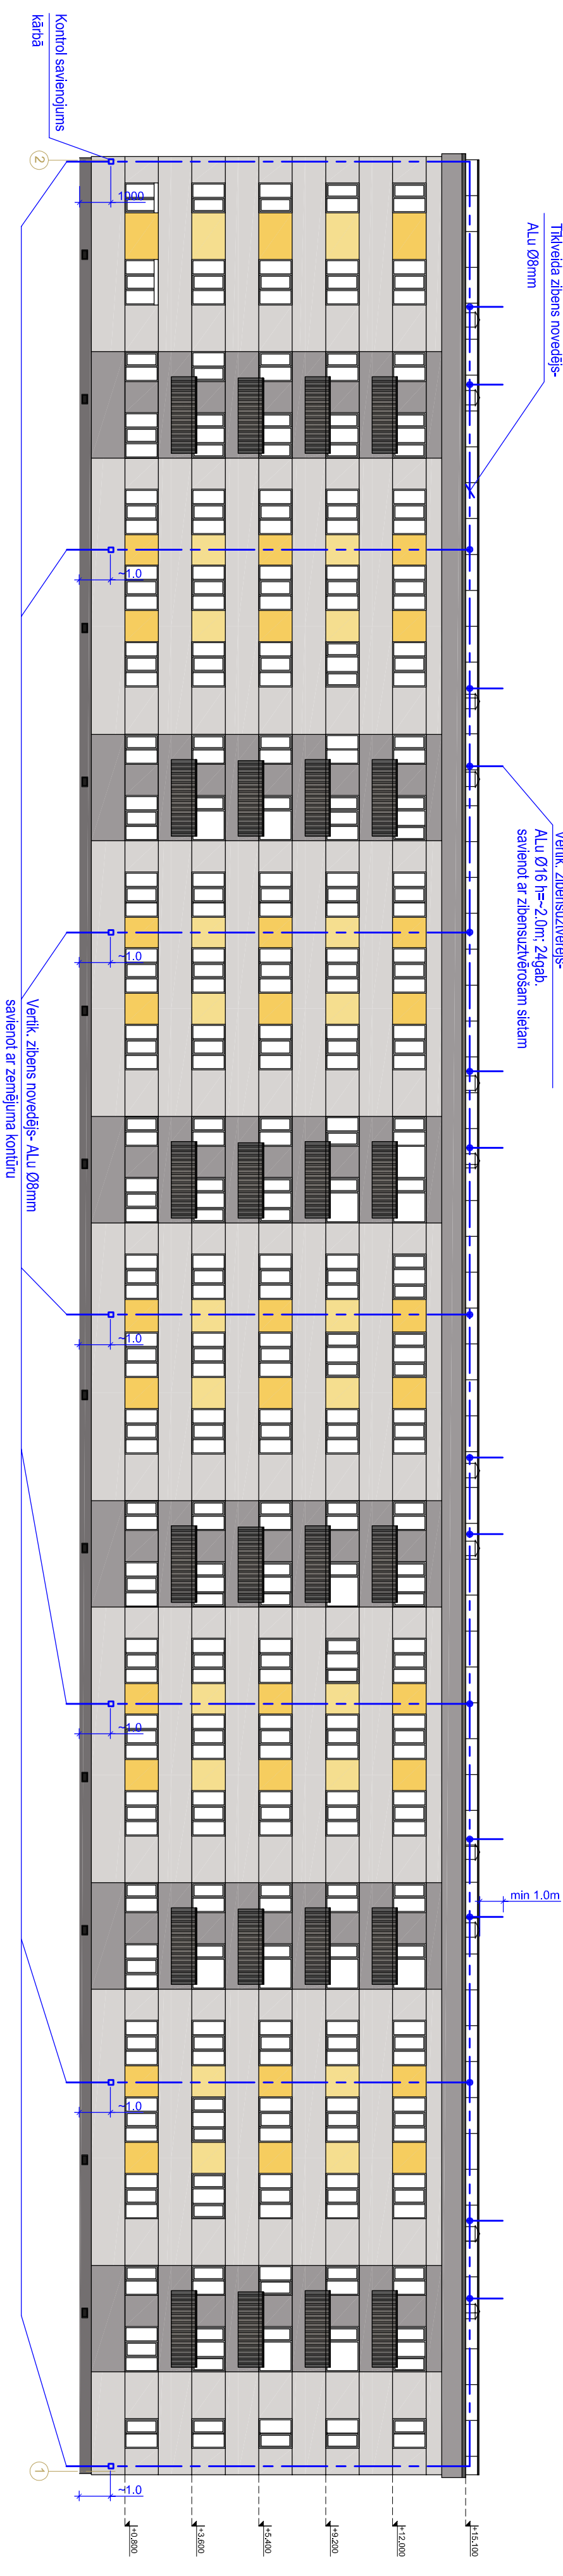 Kontrol savienojums
kārbā
2
1000
Tīklveida zibens novedējs-
ALu Ø8mm
~1.0
Vertik. zibensuztvērējs-
ALu Ø16 h=~2.0m; 24gab.
savienot ar zibensuztvērošam sietam
~1.0
Vertik. zibens novedējs- ALu Ø8mm
savienot ar zemējuma kontūru
~1.0
~1.0
min 1.0m
~1.0
1
~1.0
+0.800
+3.600
+5.400
+9.200
+12.000
+15.100